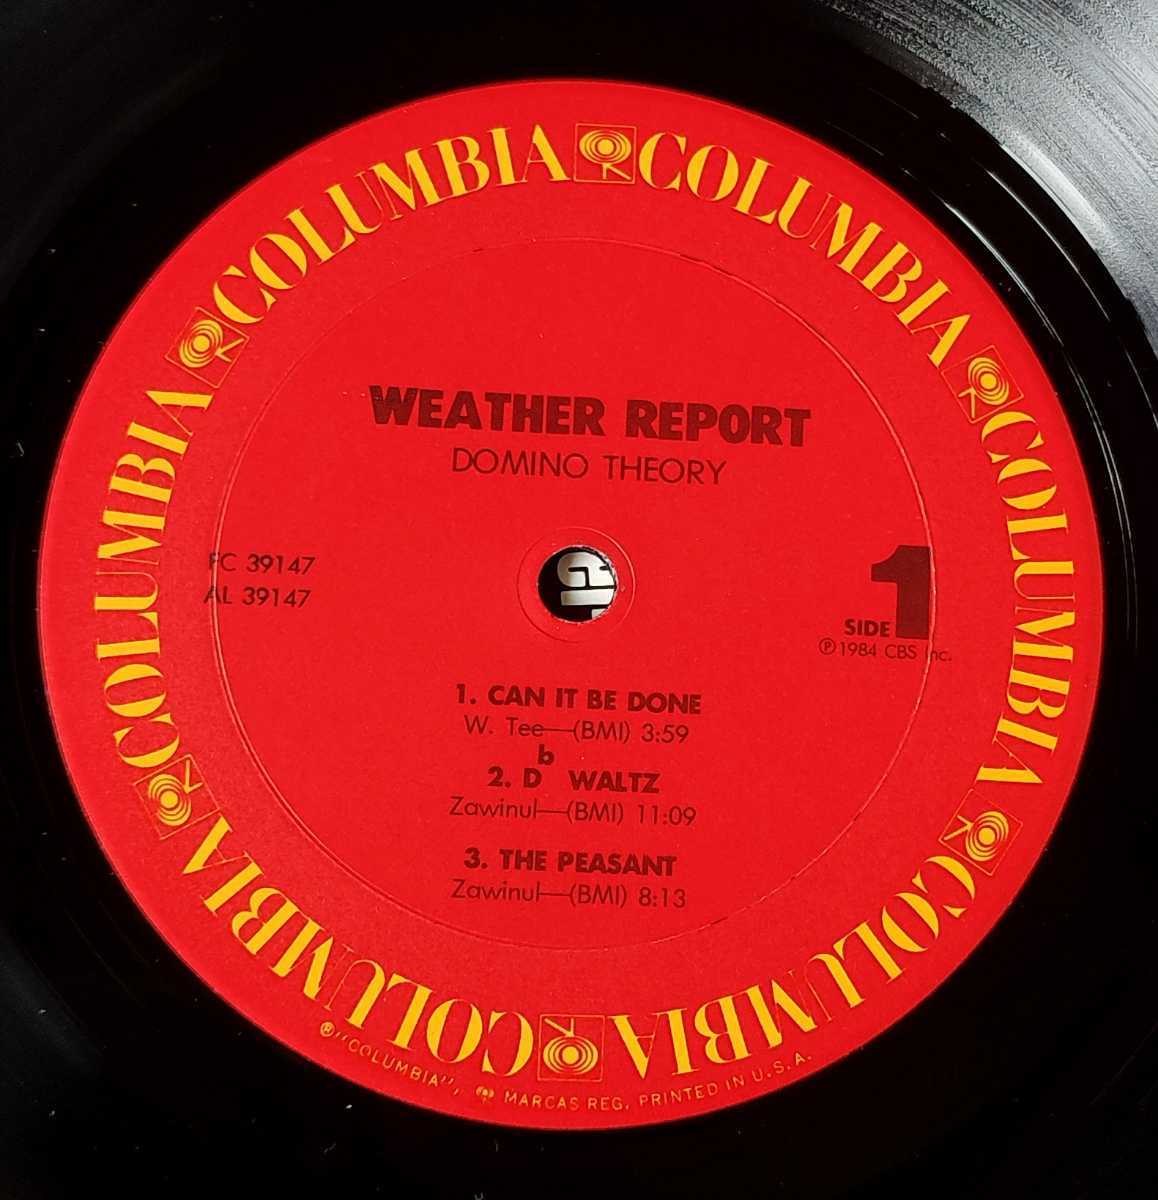 COLUMBIA COLUMBIA COLUMBIA COLUMBIA COLUMBIA COLUMBIA
WEATHER REPORT
DOMINO THEORY
FC 39147
AL 39147
SIDE 1
℗ 1984 CBS Inc.
1. CAN IT BE DONE
W. Tee—(BMI) 3:59
b
2. D WALTZ
Zawinul—(BMI) 11:09
3. THE PEASANT
Zawinul—(BMI) 8:13
®"COLUMBIA", MARCAS REG. PRINTED IN U.S.A.